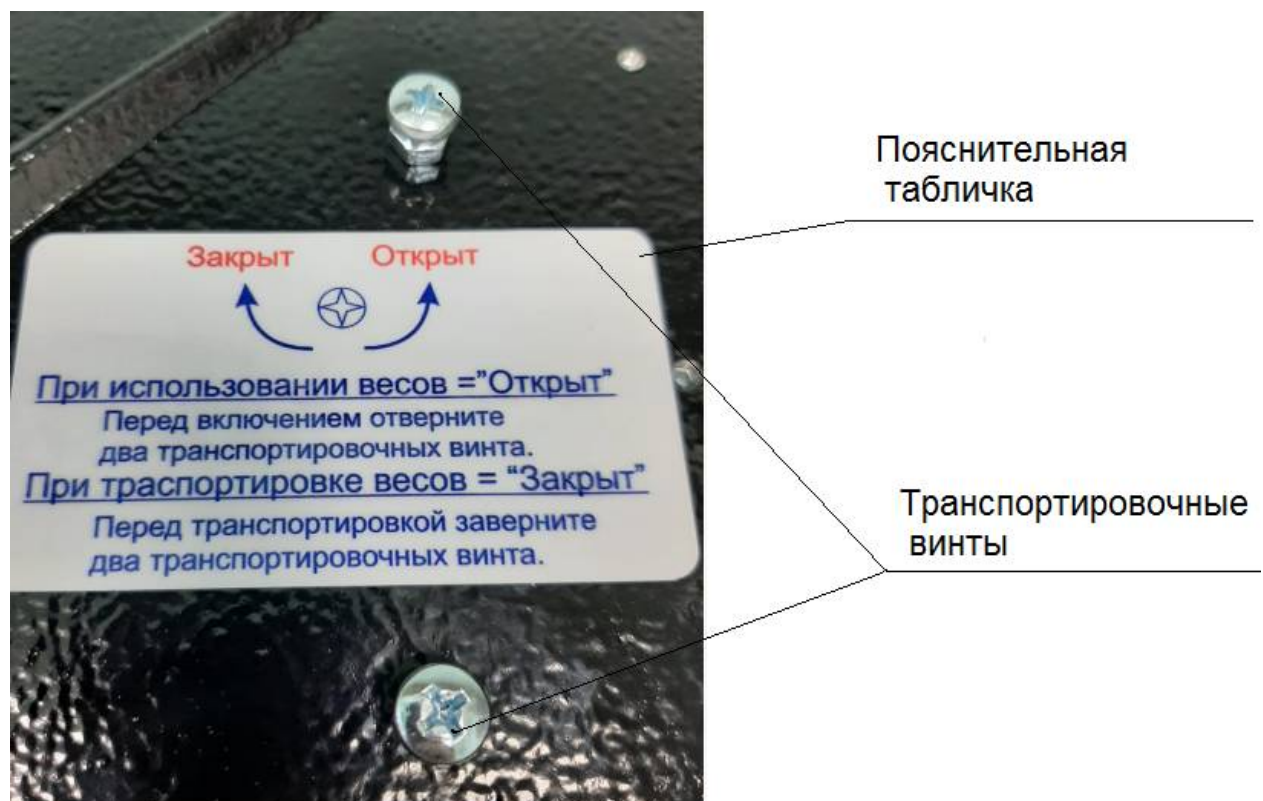 Пояснительная
табличка
Закрыт Открыт
При использовании весов ="Открыт"
Перед включением отверните
два транспортировочных винта.
При траспортировке весов = “Закрыт”
Перед транспортировкой заверните
два транспортировочных винта.
Транспортировочные
винты